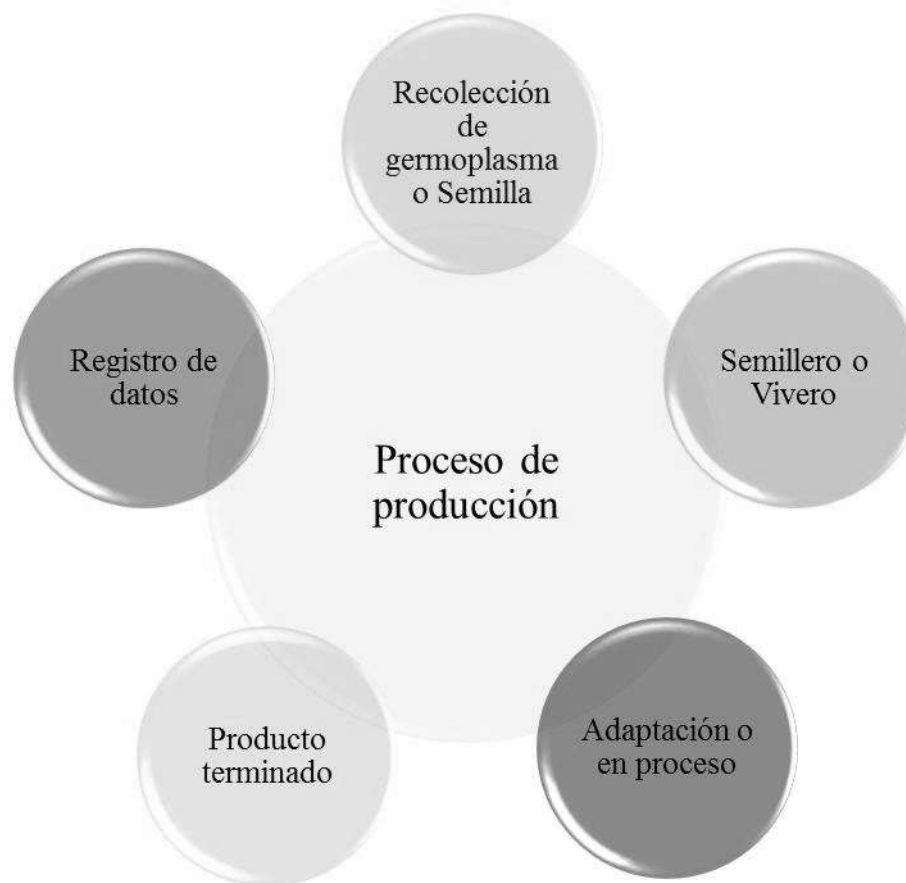 Recolección
de
germoplasma
o Semilla
Registro de
datos
Semillero o
Vivero
Proceso de
producción
Producto
terminado
Adaptación o
en proceso